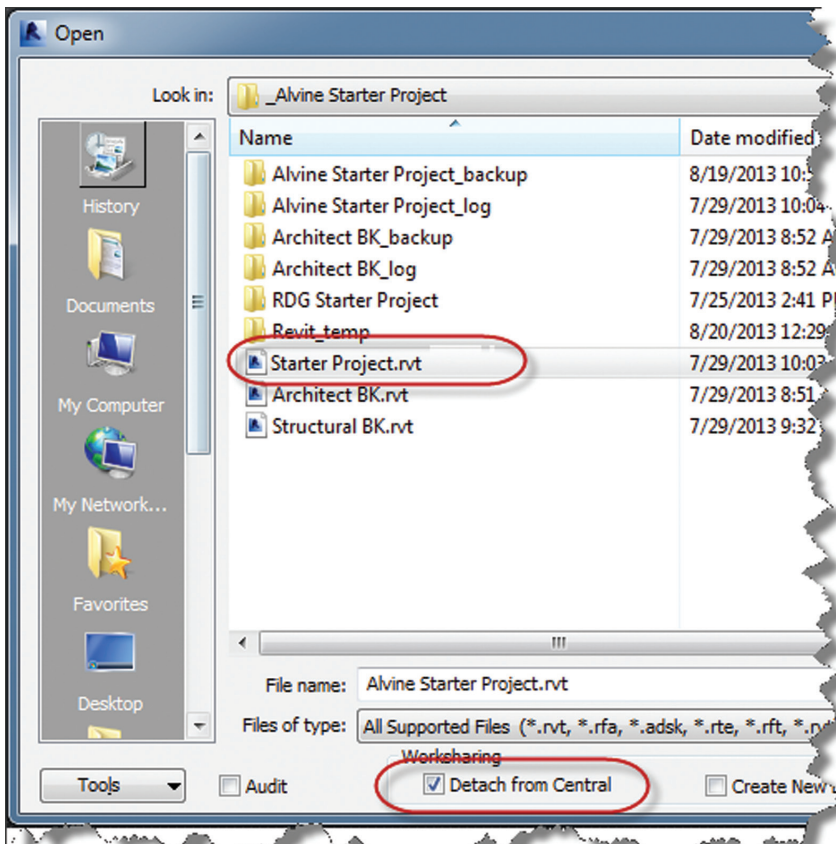 Open
Look in:
_Alvine Starter Project
Name
Date modified
Alvine Starter Project_backup
8/19/2013 10:5
Alvine Starter Project_log
7/29/2013 10:04
Architect BK_backup
7/29/2013 8:52 A
Architect BK_log
7/29/2013 8:52 A
RDG Starter Project
7/25/2013 2:41 P
Revit_temp
8/20/2013 12:29
Starter Project.rvt
7/29/2013 10:03
Architect BK.rvt
7/29/2013 8:51
Structural BK.rvt
7/29/2013 9:32
History
Documents
My Computer
My Network...
Favorites
Desktop
File name:
Alvine Starter Project.rvt
Files of type:
All Supported Files (*.rvt, *.rfa, *.adsk, *.rte, *.rft, *.
Worksharing
Tools
Audit
Detach from Central
Create New